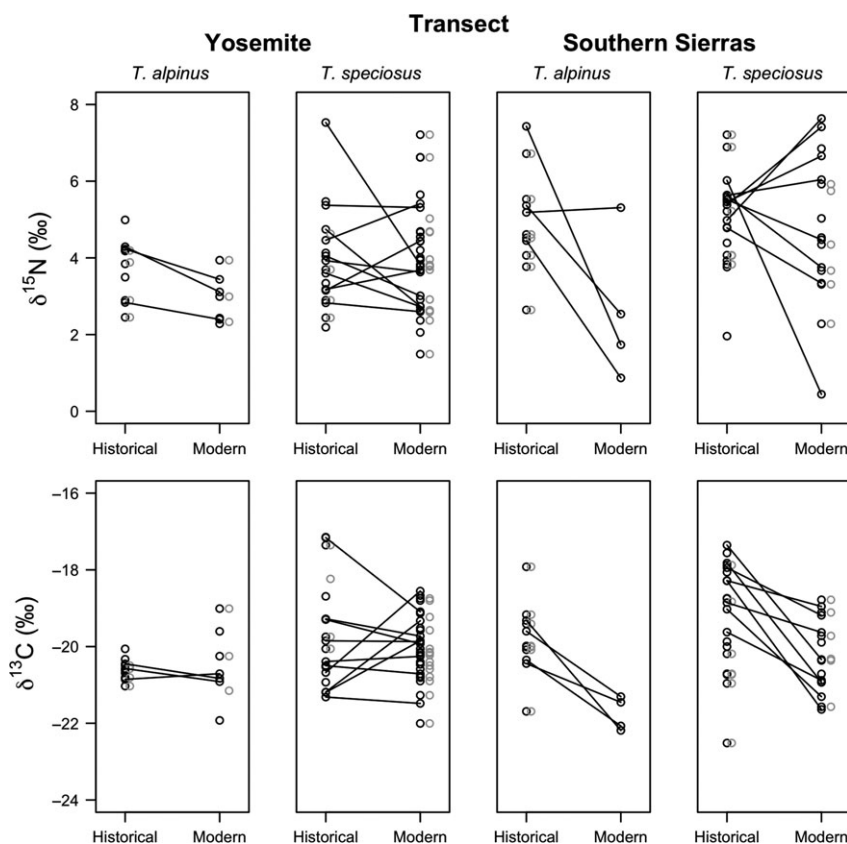 Transect
Yosemite Southern Sierras
T. alpinus T. speciosus T. alpinus T. speciosus
δ15N (‰)
8
6
4
2
0
Historical Modern Historical Modern Historical Modern Historical Modern
δ13C (‰)
−16
−18
−20
−22
−24
Historical Modern Historical Modern Historical Modern Historical Modern